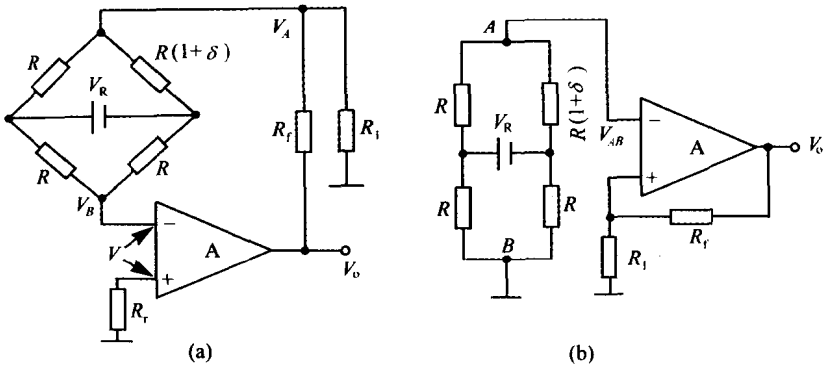 V_A
R
R(1+δ)
V_R
R_f
R_1
R
R
V_B
V
−
+
A
V_o
R_r
(a)
A
R
R(1+δ)
V_R
V_AB
−
+
A
V_o
R
R
R_f
R_1
B
(b)